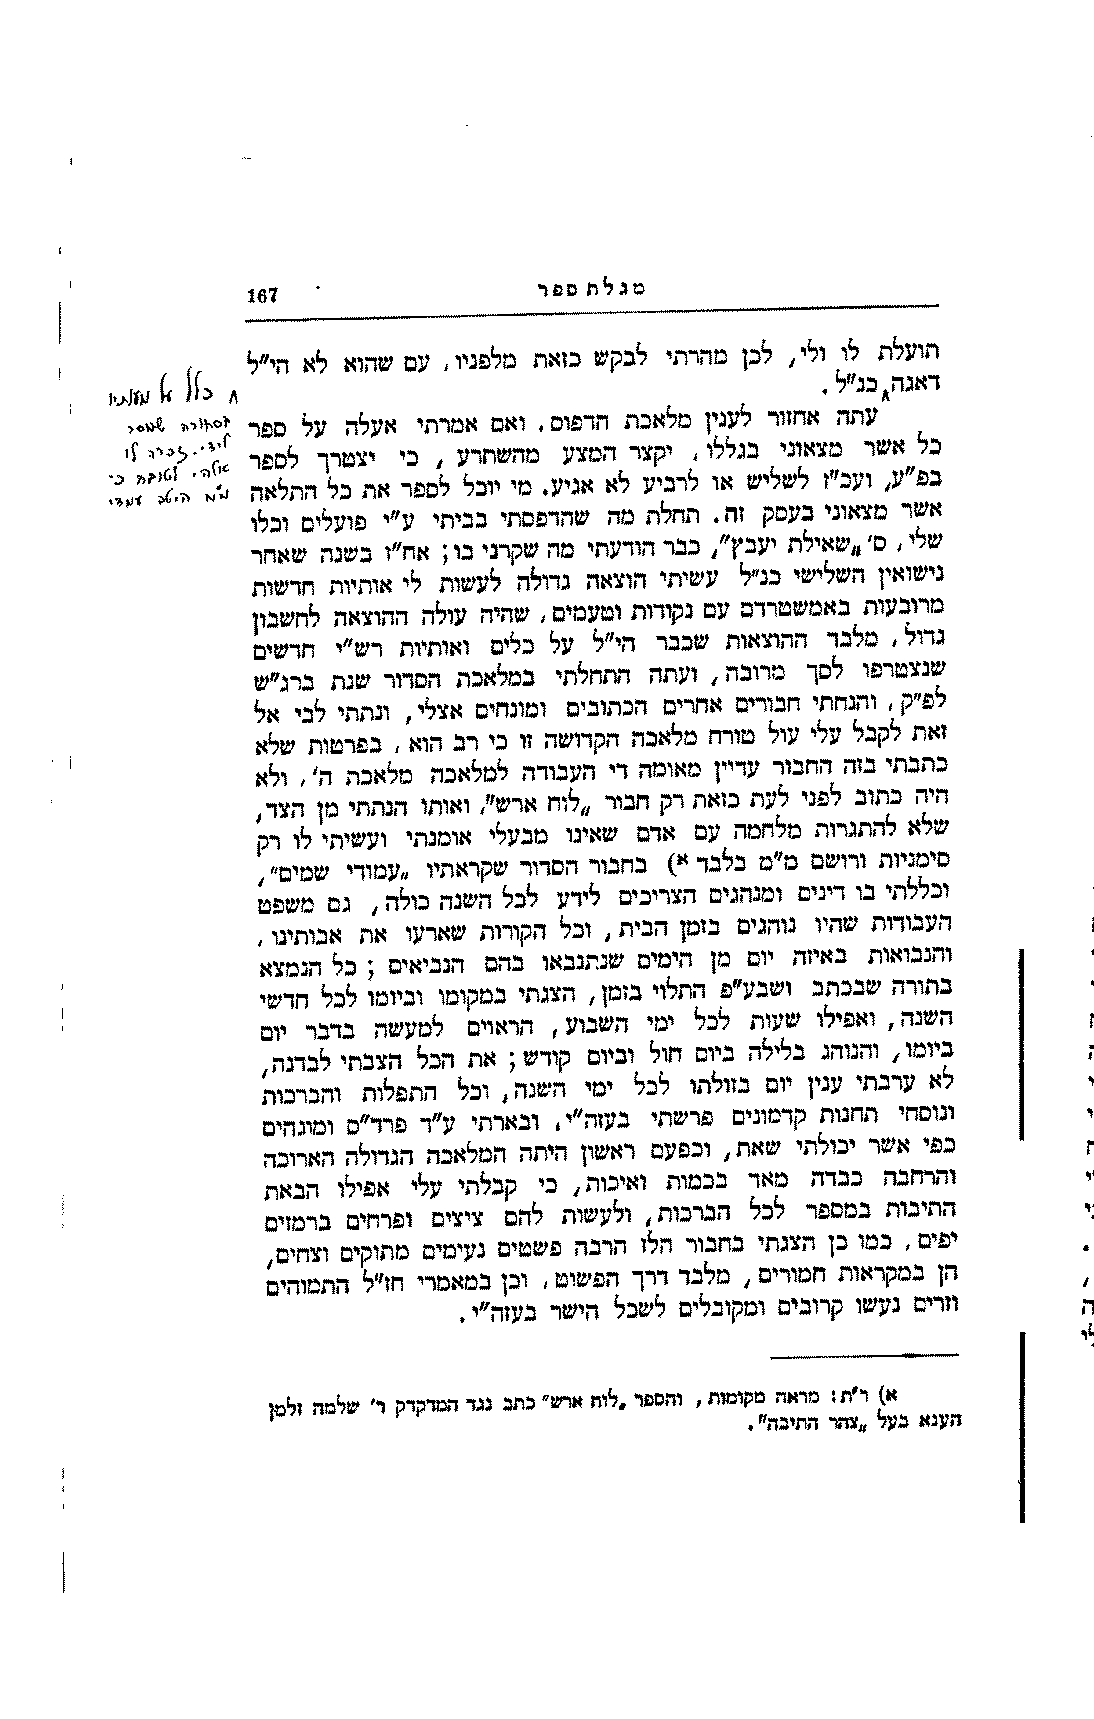 מגלת ספר
167
תועלת לו ולי, לכן מהרתי לבקש כזאת מלפניו, עם שהוא לא הי"ל
דאגה כנ"ל.
עתה אחזור לענין מלאכת הדפוס. ואם אמרתי אעלה על ספר
כל אשר מצאוני בגללו, יקצר המצע מהשתרע, כי יצטרך לספר
בפ"ע, ועכ"ז לשליש או לרביע לא אגיע. מי יוכל לספר את כל התלאה
אשר מצאוני בעסק זה. תחלת מה שהדפסתי בביתי ע"י פועלים וכלו
שלי, ס' „שאילת יעבץ", כבר הודעתי מה שקרני בו; אח"ז בשנה שאחר
נישואין השלישי כנ"ל עשיתי הוצאה גדולה לעשות לי אותיות חדשות
מרובעות באמשטרדם עם נקודות וטעמים, שהיה עולה ההוצאה לחשבון
גדול, מלבד ההוצאות שכבר הי"ל על כלים ואותיות רש"י חדשים
שנצטרפו לסך מרובה, ועתה התחלתי במלאכת הסדור שנת ברג"ש
לפ"ק, והנחתי חבורים אחרים הכתובים ומונחים אצלי, ונתתי לבי אל
זאת לקבל עלי עול טורח מלאכה הקדושה זו כי רב הוא, בפרטות שלא
כתבתי בזה החבור עדיין מאומה די העבודה למלאכה מלאכת ה', ולא
היה כתוב לפני לעת כזאת רק חבור „לוח ארש", ואותו הנתתי מן הצד,
שלא להתגרות מלחמה עם אדם שאינו מבעלי אומנתי ועשיתי לו רק
סימניות ורושם מ"מ בלבד א) בחבור הסדור שקראתיו „עמודי שמים",
וכללתי בו דינים ומנהגים הצריכים לידע לכל השנה כולה, גם משפט
העבודות שהיו נוהגים בזמן הבית, וכל הקורות שארעו את אבותינו,
והנבואות באיזה יום מן הימים שנתנבאו בהם הנביאים; כל הנמצא
בתורה שבכתב ושבע"פ התלוי בזמן, הצגתי במקומו וביומו לכל חדשי
השנה, ואפילו שעות לכל ימי השבוע, הראוים למעשה בדבר יום
ביומו, והנוהג בלילה ביום חול וביום קודש; את הכל הצבתי לבדנה,
לא ערבתי ענין יום בזולתו לכל ימי השנה, וכל התפלות והברכות
ונוסחי תחנות קדמונים פרשתי בעזה"י, ובארתי ע"ד פרד"ס ומוגהים
כפי אשר יכולתי שאת, וכפעם ראשון היתה המלאכה הגדולה הארוכה
והרחבה כבדה מאד בכמות ואיכות, כי קבלתי עלי אפילו הבאת
התיבות במספר לכל הברכות, ולעשות להם ציצים ופרחים ברמזים
יפים, כמו כן הצגתי בחבור הלז הרבה פשטים נעימים מתוקים וצחים,
הן במקראות חמורים, מלבד דרך הפשוט, וכן במאמרי חז"ל התמוהים
וזרים נעשו קרובים ומקובלים לשכל הישר בעזה"י.
א) ר"ת: מראה מקומות, והספר „לוח ארש" כתב נגד המדקדק ר' שלמה זלמן
הענא בעל „צהר התיבה".
כלל על מעלתיו
שמסר
לידי. זכרה לו
אלהי לטובה כי